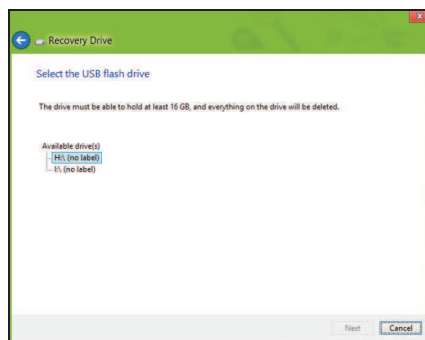 Recovery Drive
Select the USB flash drive
The drive must be able to hold at least 16 GB, and everything on the drive will be deleted.
Available drive(s)
H:\ (no label)
I:\ (no label)
Next
Cancel